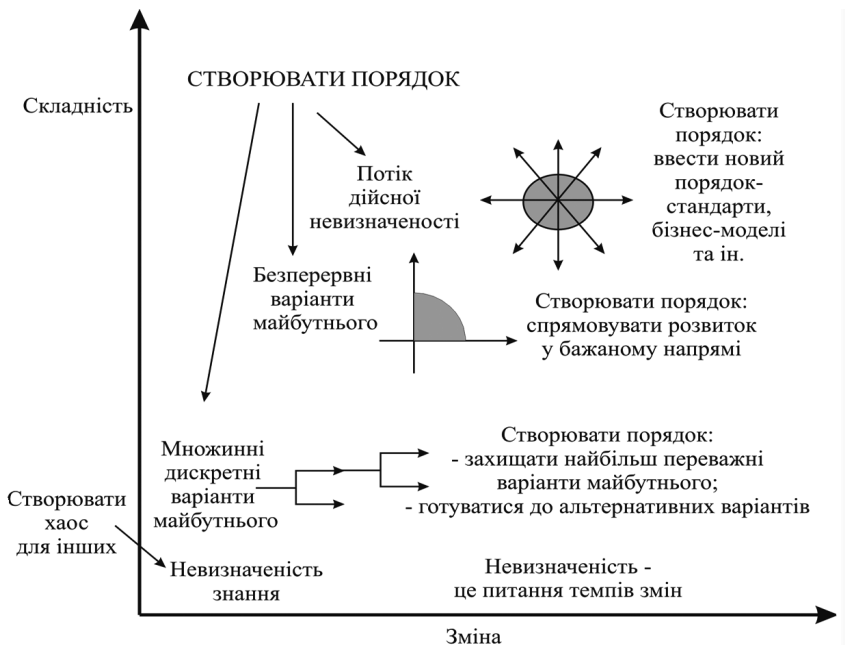 Складність
СТВОРЮВАТИ ПОРЯДОК
Потік
дійсної
невизначеності
Створювати
порядок:
ввести новий
порядок-
стандарти,
бізнес-моделі
та ін.
Безперервні
варіанти
майбутнього
Створювати порядок:
спрямовувати розвиток
у бажаному напрямі
Множинні
дискретні
варіанти
майбутнього
Створювати порядок:
- захищати найбільш переважні
варіанти майбутнього;
- готуватися до альтернативних варіантів
Створювати
хаос
для інших
Невизначеність
знання
Невизначеність -
це питання темпів змін
Зміна